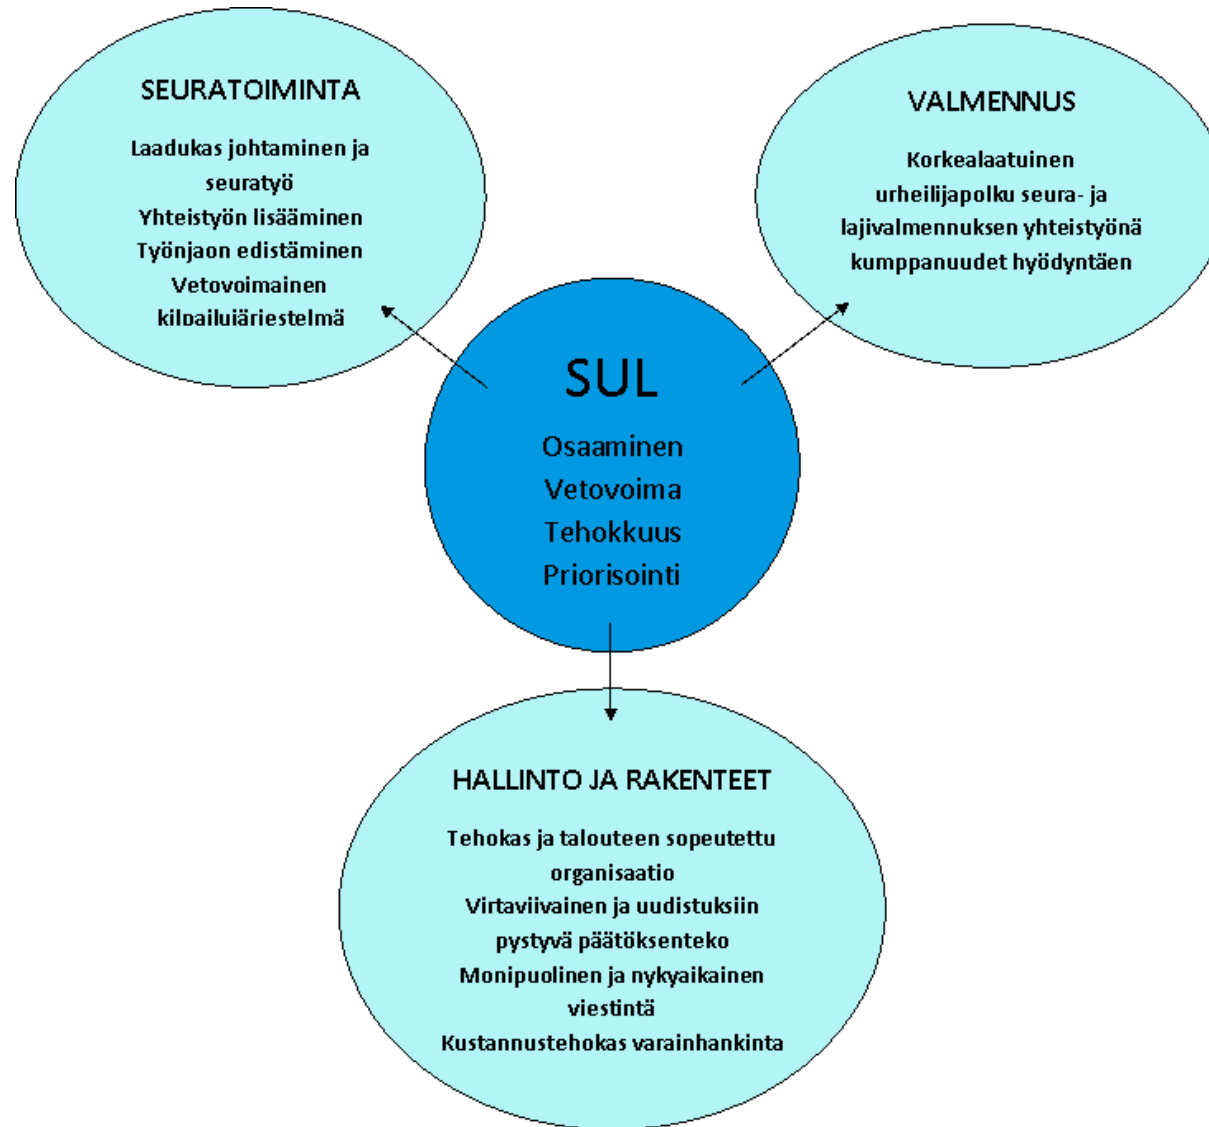 SEURATOIMINTA
Laadukas johtaminen ja
seuratyö
Yhteistyön lisääminen
Työnjaon edistäminen
Vetovoimainen
kilpailujärjestelmä
VALMENNUS
Korkealaatuinen
urheilijapolku seura- ja
lajivalmennuksen yhteistyönä
kumppanuudet hyödyntäen
SUL
Osaaminen
Vetovoima
Tehokkuus
Priorisointi
HALLINTO JA RAKENTEET
Tehokas ja talouteen sopeutettu
organisaatio
Virtaviivainen ja uudistuksiin
pystyvä päätöksenteko
Monipuolinen ja nykyaikainen
viestintä
Kustannustehokas varainhankinta